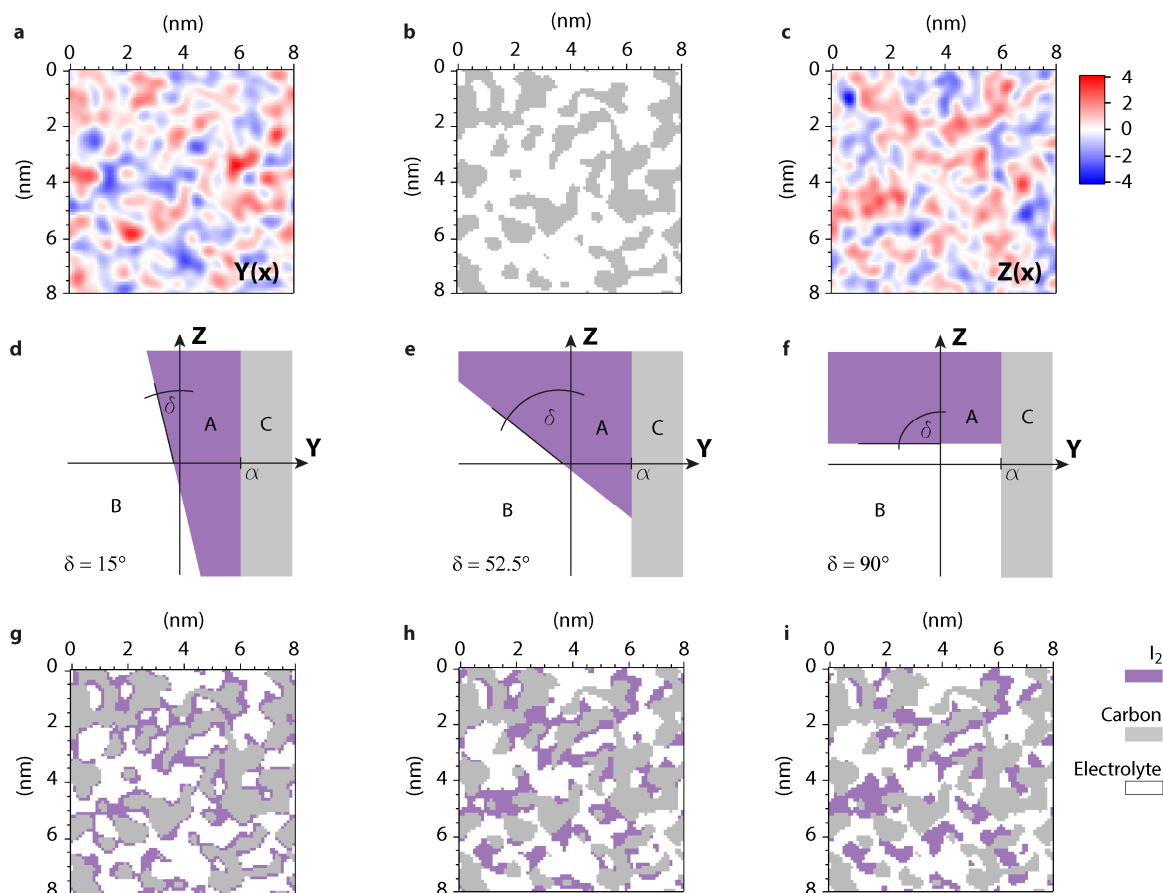 (nm) (nm) (nm)
a b c
0 2 4 6 8 0 2 4 6 8 0 2 4 6 8
0 0 0 4
2 2 2 2
(nm) (nm) (nm) 0
4 4 4 -2
6 6 6 -4
Y(x) Z(x)
8 8 8
d Z e Z f Z
δ A C δ A C δ A C
Y Y Y
α α α
B B B
δ = 15° δ = 52.5° δ = 90°
(nm) (nm) (nm)
g h i
0 2 4 6 8 0 2 4 6 8 0 2 4 6 8
0 0 0 I2
2 2 2 Carbon
(nm) (nm) (nm)
4 4 4 Electrolyte
6 6 6
8 8 8